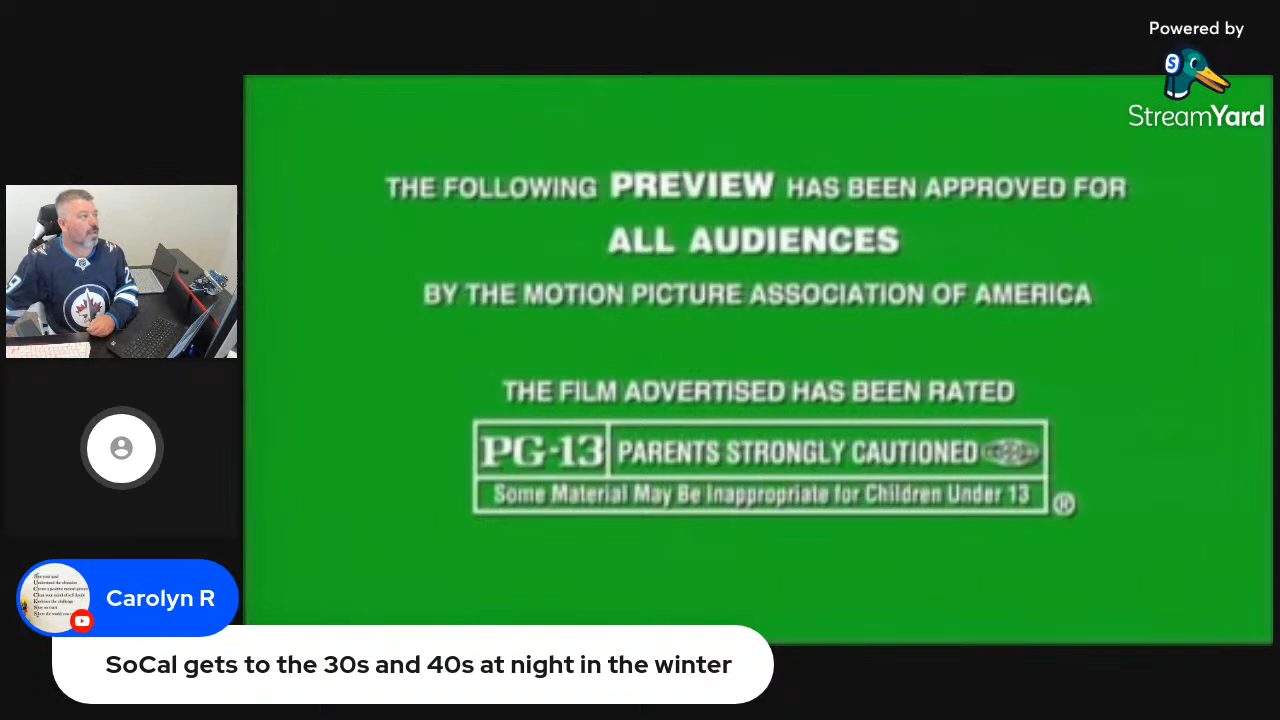 Powered by
StreamYard
THE FOLLOWING PREVIEW HAS BEEN APPROVED FOR
ALL AUDIENCES
BY THE MOTION PICTURE ASSOCIATION OF AMERICA
THE FILM ADVERTISED HAS BEEN RATED
PG-13 PARENTS STRONGLY CAUTIONED
Some Material May Be Inappropriate for Children Under 13
®
Carolyn R
SoCal gets to the 30s and 40s at night in the winter